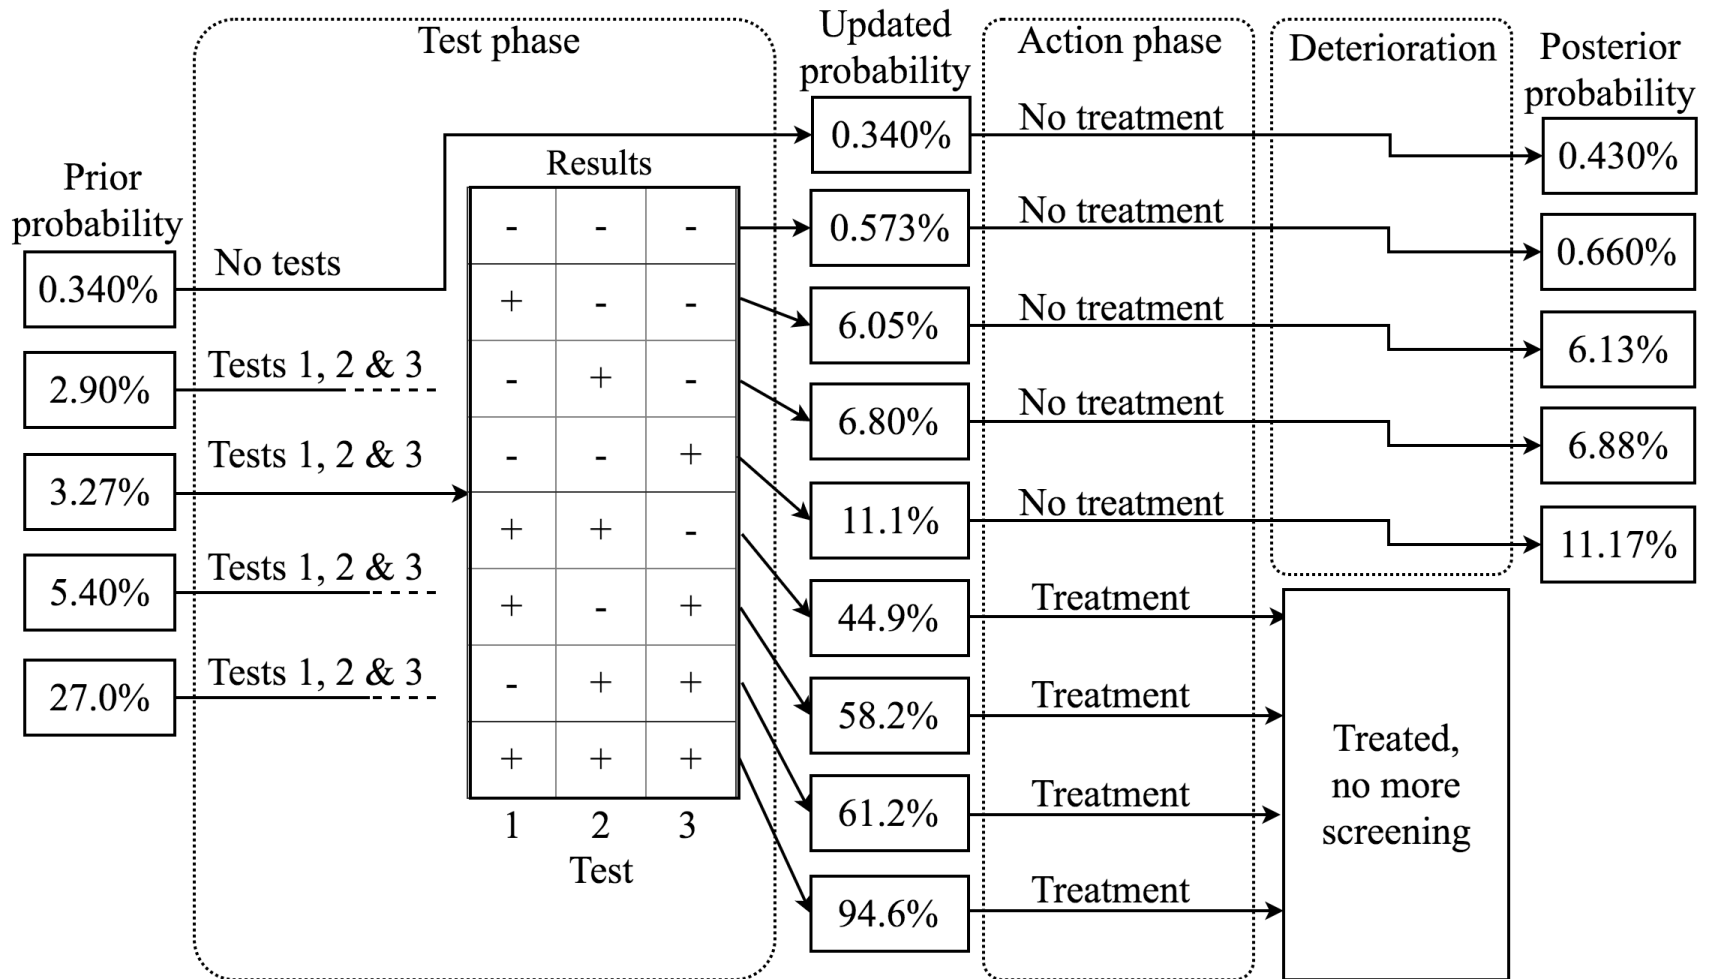 Test phase
Updated
probability
Action phase
Deterioration
Posterior
probability
Prior
probability
0.340%
2.90%
3.27%
5.40%
27.0%
No tests
Tests 1, 2 & 3
Tests 1, 2 & 3
Tests 1, 2 & 3
Tests 1, 2 & 3
Results
- - -
+ - -
- + -
- - +
+ + -
+ - +
- + +
+ + +
1 2 3
Test
0.340%
0.573%
6.05%
6.80%
11.1%
44.9%
58.2%
61.2%
94.6%
No treatment
No treatment
No treatment
No treatment
No treatment
Treatment
Treatment
Treatment
Treatment
0.430%
0.660%
6.13%
6.88%
11.17%
Treated,
no more
screening